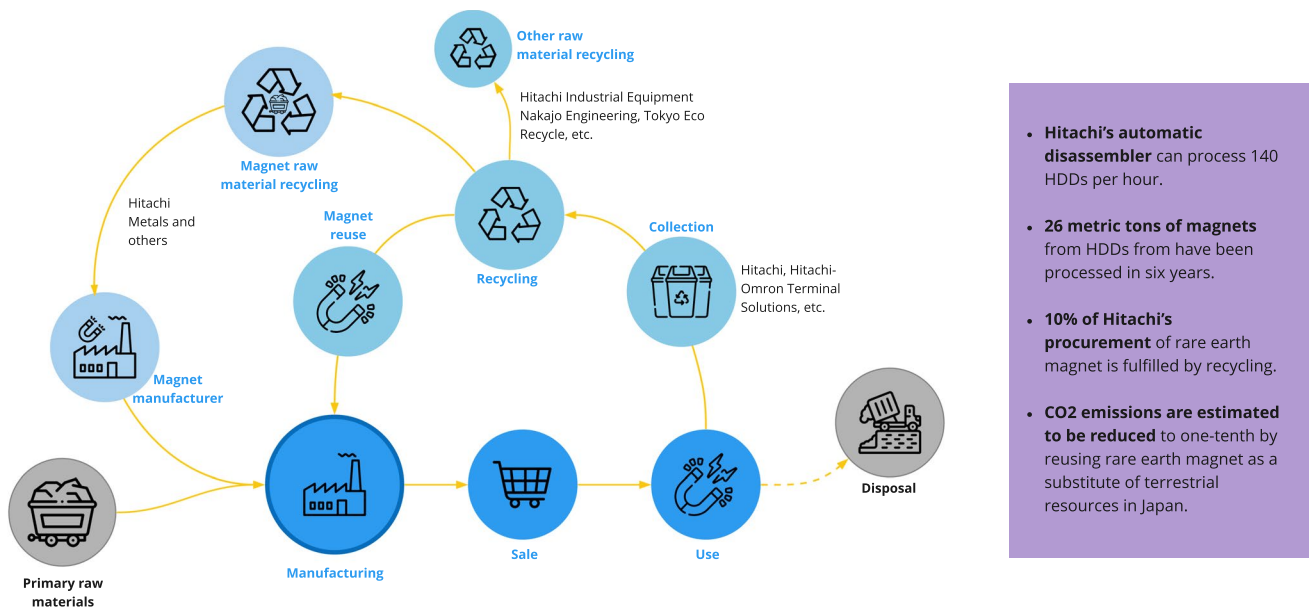 Other raw
material recycling
Hitachi Industrial Equipment
Nakajo Engineering, Tokyo Eco
Recycle, etc.
Magnet raw
material recycling
Hitachi
Metals and
others
Magnet
reuse
Recycling
Collection
Hitachi, Hitachi-
Omron Terminal
Solutions, etc.
Magnet
manufacturer
Primary raw
materials
Manufacturing
Sale
Use
Disposal
• Hitachi’s automatic
disassembler can process 140
HDDs per hour.
• 26 metric tons of magnets
from HDDs from have been
processed in six years.
• 10% of Hitachi’s
procurement of rare earth
magnet is fulfilled by recycling.
• CO2 emissions are estimated
to be reduced to one-tenth by
reusing rare earth magnet as a
substitute of terrestrial
resources in Japan.